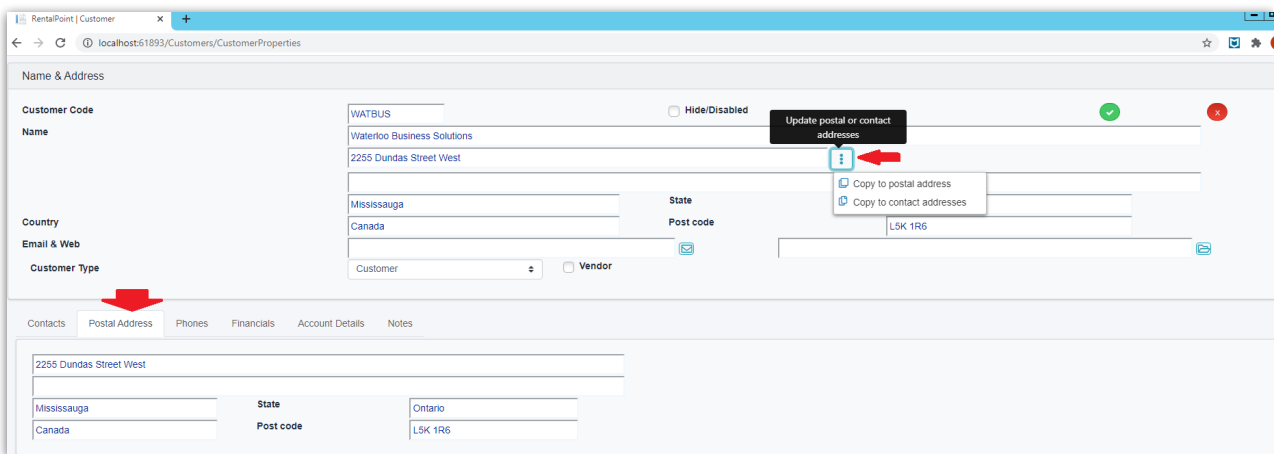 RentalPoint | Customer × +
localhost:61893/Customers/CustomerProperties
Name & Address
Customer Code WATBUS Hide/Disabled x
Name Waterloo Business Solutions
Update postal or contact
addresses
2255 Dundas Street West
Copy to postal address
Mississauga State
Copy to contact addresses
Country Canada Post code L5K 1R6
Email & Web
Customer Type Customer Vendor
Contacts Postal Address Phones Financials Account Details Notes
2255 Dundas Street West
Mississauga State Ontario
Canada Post code L5K 1R6